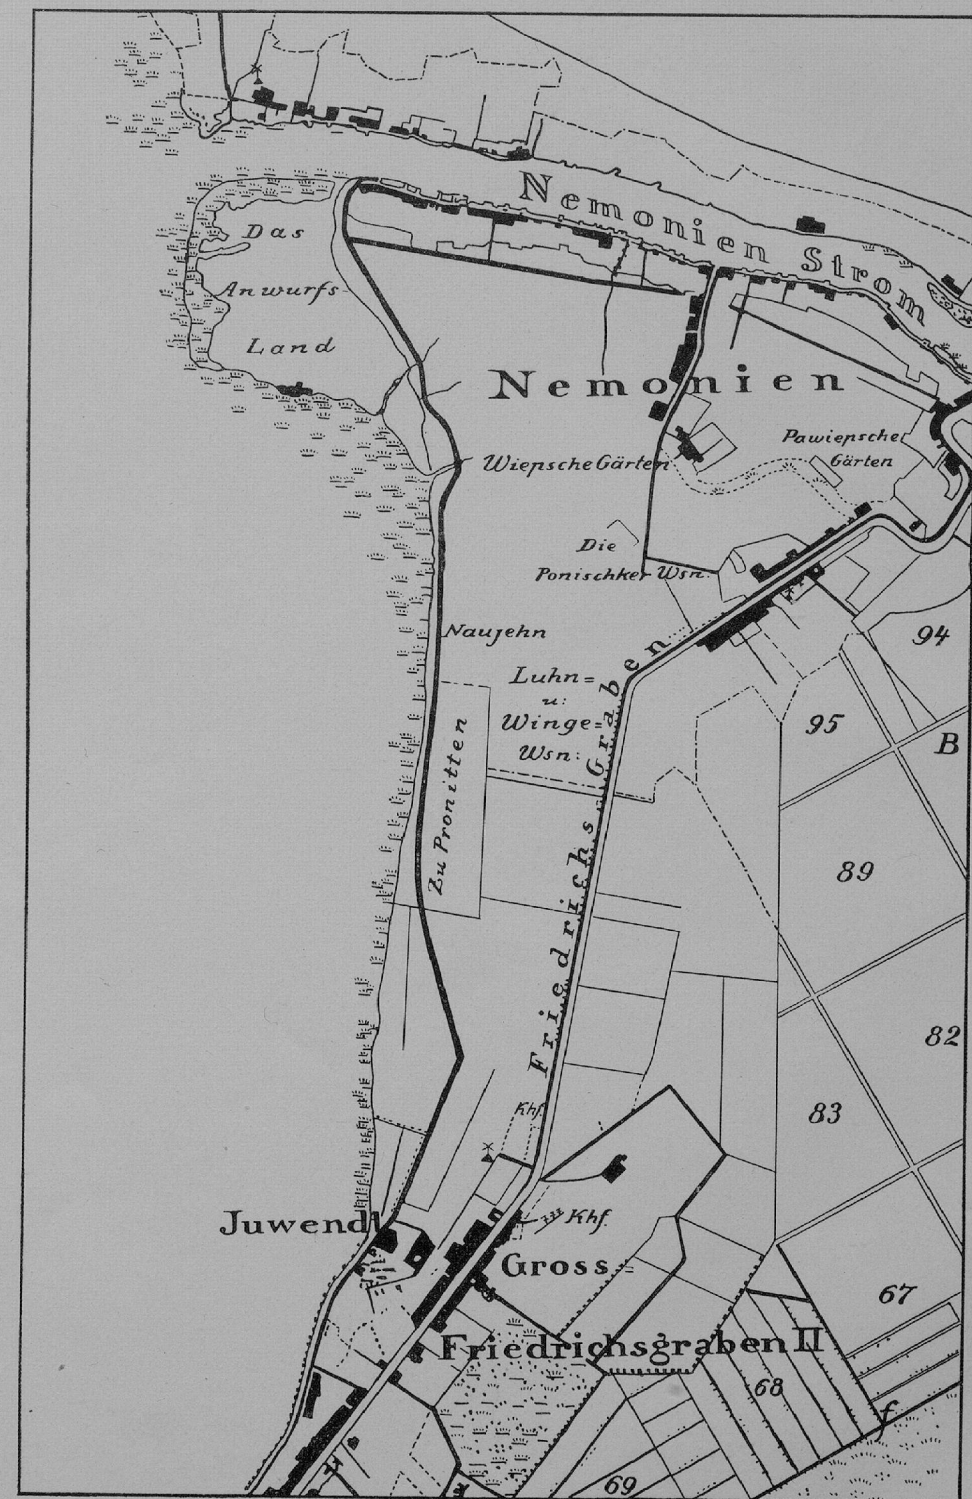 Nemonien Strom
Das
Anwurfs-
Land
Nemonien
Pawiepsche
Gärten
Wiepsche Gärten
Die
Ponischker Wsn.
Naujehn
94
Luhn=
u:
Winge=
Wsn:
95
B
Zu Pronitten
Friedrichs Graben
89
82
83
Khf.
Juwendt
Khf.
Gross=
Friedrichsgraben II
67
68
f
69